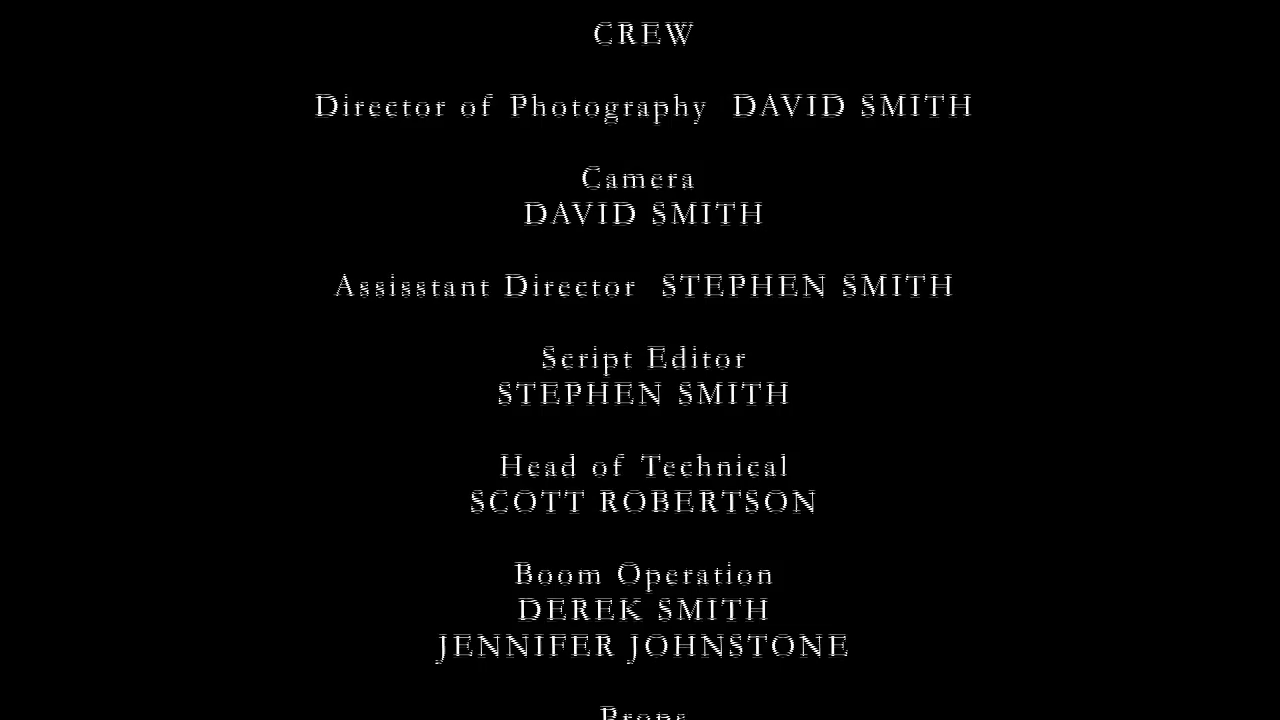 CREW
Director of Photography DAVID SMITH
Camera
DAVID SMITH
Assisstant Director STEPHEN SMITH
Script Editor
STEPHEN SMITH
Head of Technical
SCOTT ROBERTSON
Boom Operation
DEREK SMITH
JENNIFER JOHNSTONE
Props